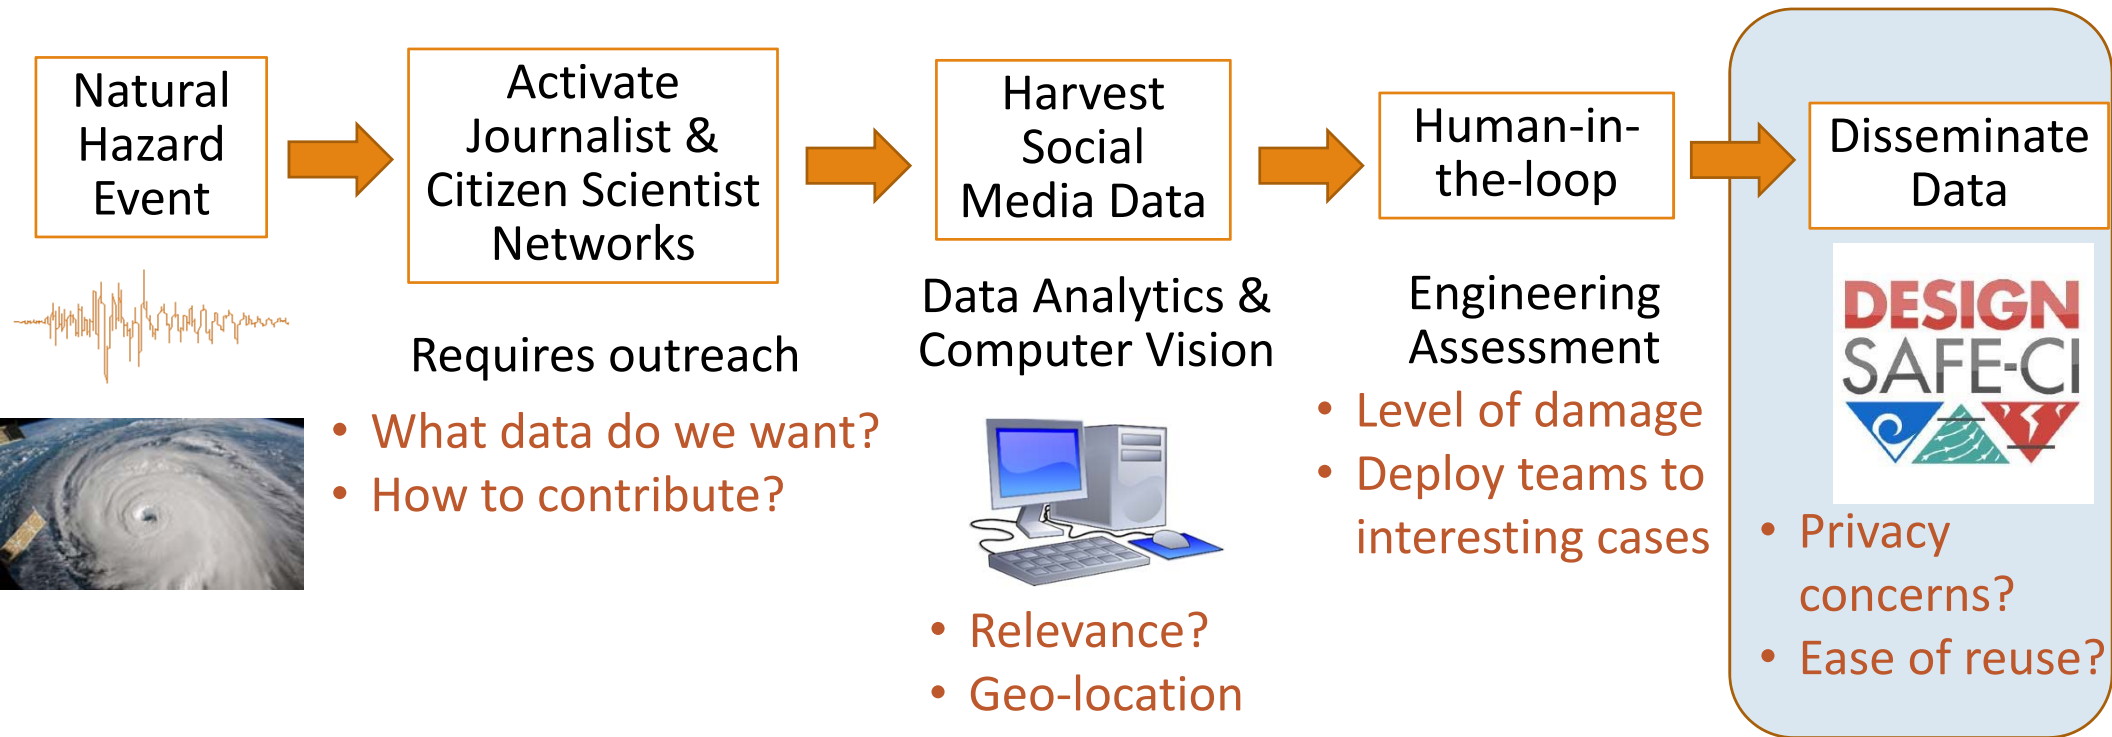 Natural
Hazard
Event
Activate
Journalist &
Citizen Scientist
Networks
Requires outreach
• What data do we want?
• How to contribute?
Harvest
Social
Media Data
Data Analytics &
Computer Vision
• Relevance?
• Geo-location
Human-in-
the-loop
Engineering
Assessment
• Level of damage
• Deploy teams to
interesting cases
Disseminate
Data
DESIGN
SAFE-CI
• Privacy
concerns?
• Ease of reuse?